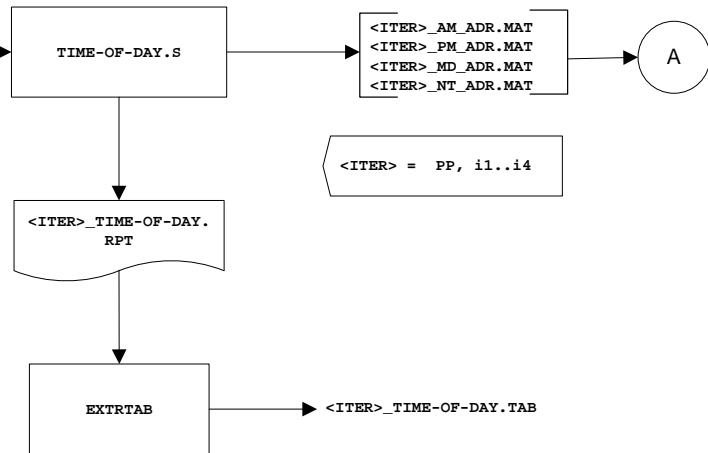 TIME-OF-DAY.S
<ITER>_AM_ADR.MAT
<ITER>_PM_ADR.MAT
<ITER>_MD_ADR.MAT
<ITER>_NT_ADR.MAT
A
<ITER> = PP, i1..i4
<ITER>_TIME-OF-DAY.
RPT
EXTRTAB
<ITER>_TIME-OF-DAY.TAB